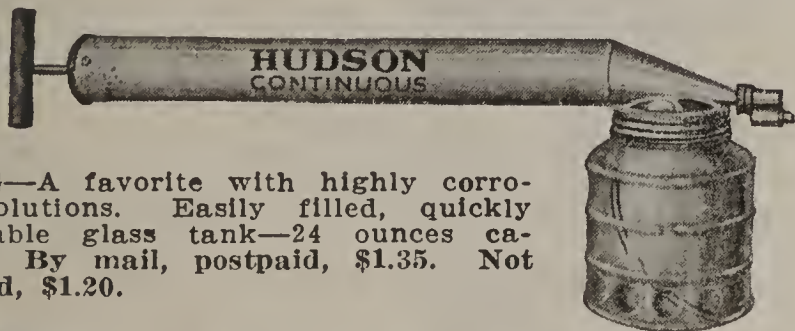 HUDSON
CONTINUOUS
—A favorite with highly corro-
olutions. Easily filled, quickly
able glass tank—24 ounces ca-
By mail, postpaid, $1.35. Not
d, $1.20.